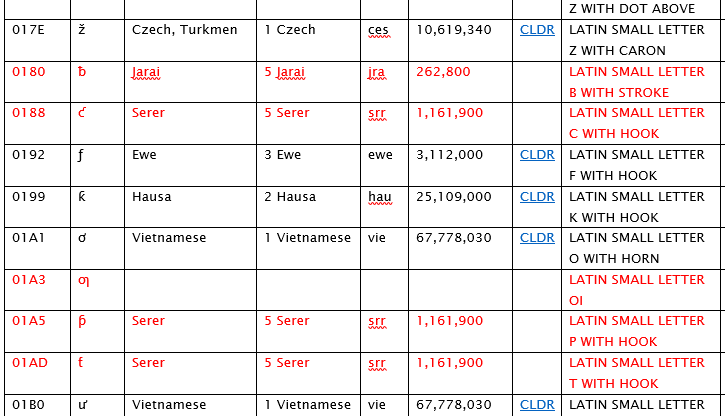 Z WITH DOT ABOVE
017E ž Czech, Turkmen 1 Czech ces 10,619,340 CLDR LATIN SMALL LETTER
Z WITH CARON
0180 ƀ Jarai 5 Jarai jra 262,800 LATIN SMALL LETTER
B WITH STROKE
0188 ƈ Serer 5 Serer srr 1,161,900 LATIN SMALL LETTER
C WITH HOOK
0192 ƒ Ewe 3 Ewe ewe 3,112,000 CLDR LATIN SMALL LETTER
F WITH HOOK
0199 ƙ Hausa 2 Hausa hau 25,109,000 CLDR LATIN SMALL LETTER
K WITH HOOK
01A1 ơ Vietnamese 1 Vietnamese vie 67,778,030 CLDR LATIN SMALL LETTER
O WITH HORN
01A3 ƣ LATIN SMALL LETTER
OI
01A5 ƥ Serer 5 Serer srr 1,161,900 LATIN SMALL LETTER
P WITH HOOK
01AD ƭ Serer 5 Serer srr 1,161,900 LATIN SMALL LETTER
T WITH HOOK
01B0 ư Vietnamese 1 Vietnamese vie 67,778,030 CLDR LATIN SMALL LETTER